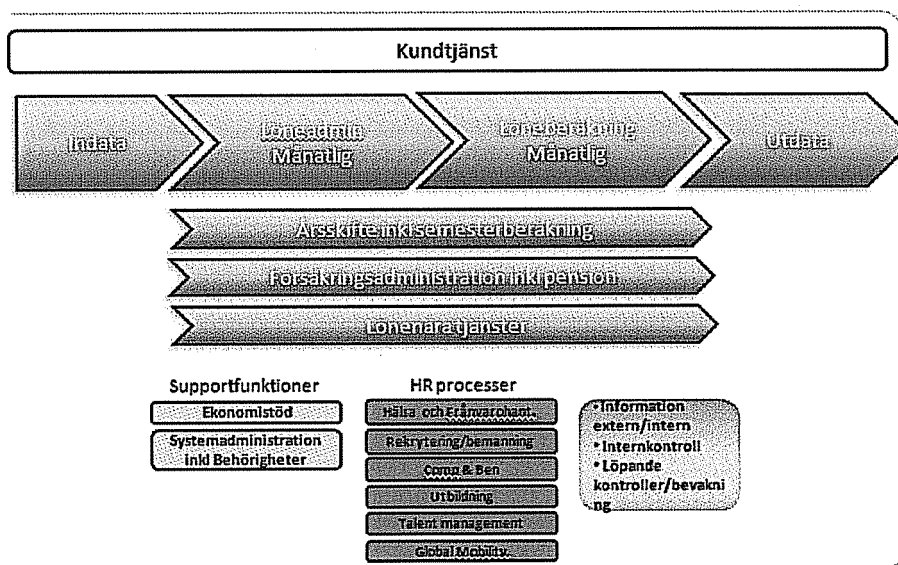 Kundtjänst
Indata
Löneadmin
Månatlig
Löneberäkning
Månatlig
Utdata
Årsskifte inkl semesterberäkning
Försäkringsadministration inkl pension
Lönenära tjänster
Supportfunktioner
Ekonomistöd
Systemadministration
inkl Behörigheter
HR processer
Hälsa och Frånvarohant.
Rekrytering/bemanning
Comp & Ben
Utbildning
Talent management
Global Mobility
• Information
extern/intern
• Internkontroll
• Löpande
kontroller/bevakni
ng